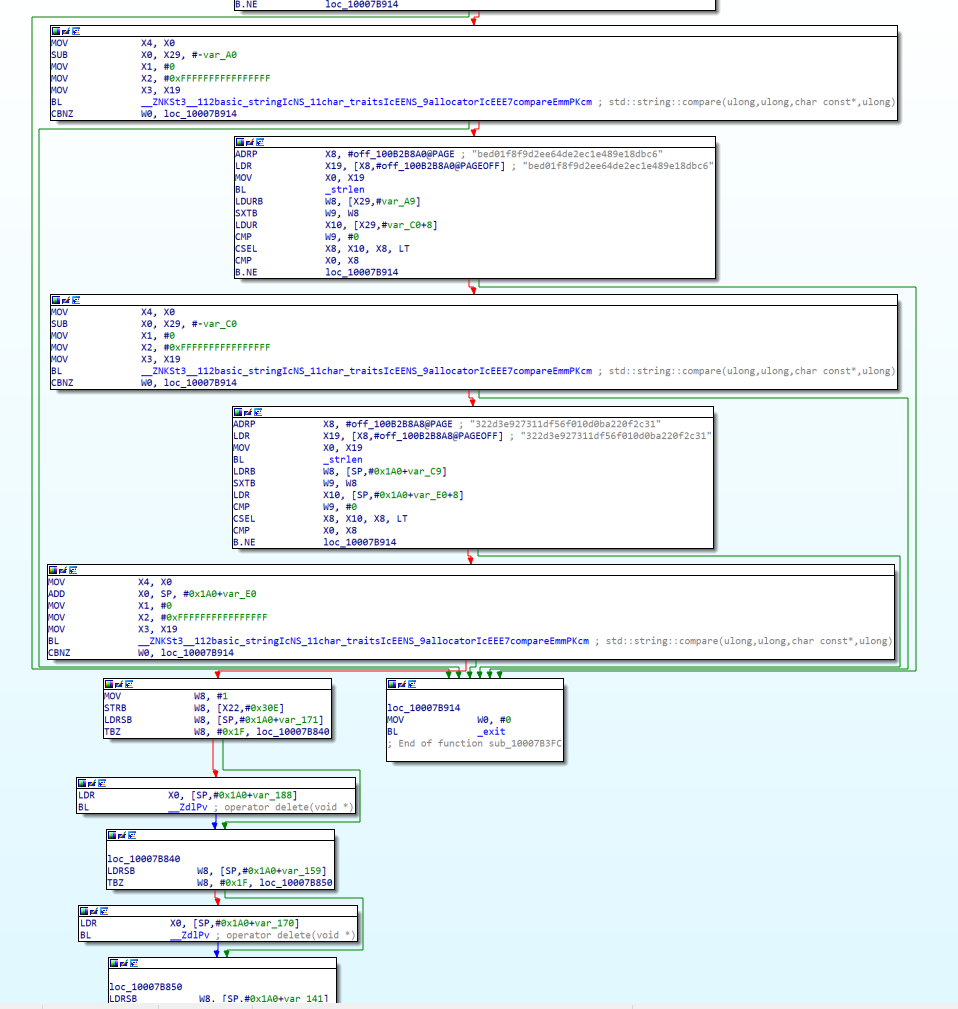 B.NE loc_10007B914
MOV X4, X0
SUB X0, X29, #-var_A0
MOV X1, #0
MOV X2, #0xFFFFFFFFFFFFFFFF
MOV X3, X19
BL __ZNKSt3__112basic_stringIcNS_11char_traitsIcEENS_9allocatorIcEEE7compareEmmPKcm ; std::string::compare(ulong,ulong,char const*,ulong)
CBNZ W0, loc_10007B914
ADRP X8, #off_100B2B8A0@PAGE ; "bed01f8f9d2ee64de2ec1e489e18dbc6"
LDR X19, [X8,#off_100B2B8A0@PAGEOFF] ; "bed01f8f9d2ee64de2ec1e489e18dbc6"
MOV X0, X19
BL _strlen
LDURB W8, [X29,#var_A9]
SXTB W9, W8
LDUR X10, [X29,#var_C0+8]
CMP W9, #0
CSEL X8, X10, X8, LT
CMP X0, X8
B.NE loc_10007B914
MOV X4, X0
SUB X0, X29, #-var_C0
MOV X1, #0
MOV X2, #0xFFFFFFFFFFFFFFFF
MOV X3, X19
BL __ZNKSt3__112basic_stringIcNS_11char_traitsIcEENS_9allocatorIcEEE7compareEmmPKcm ; std::string::compare(ulong,ulong,char const*,ulong)
CBNZ W0, loc_10007B914
ADRP X8, #off_100B2B8A8@PAGE ; "322d3e927311df56f010d0ba220f2c31"
LDR X19, [X8,#off_100B2B8A8@PAGEOFF] ; "322d3e927311df56f010d0ba220f2c31"
MOV X0, X19
BL _strlen
LDRB W8, [SP,#0x1A0+var_C9]
SXTB W9, W8
LDR X10, [SP,#0x1A0+var_E0+8]
CMP W9, #0
CSEL X8, X10, X8, LT
CMP X0, X8
B.NE loc_10007B914
MOV X4, X0
ADD X0, SP, #0x1A0+var_E0
MOV X1, #0
MOV X2, #0xFFFFFFFFFFFFFFFF
MOV X3, X19
BL __ZNKSt3__112basic_stringIcNS_11char_traitsIcEENS_9allocatorIcEEE7compareEmmPKcm ; std::string::compare(ulong,ulong,char const*,ulong)
CBNZ W0, loc_10007B914
MOV W8, #1
STRB W8, [X22,#0x30E]
LDRSB W8, [SP,#0x1A0+var_171]
TBZ W8, #0x1F, loc_10007B840
loc_10007B914
MOV W0, #0
BL _exit
; End of function sub_10007B3FC
LDR X0, [SP,#0x1A0+var_188]
BL __ZdlPv ; operator delete(void *)
loc_10007B840
LDRSB W8, [SP,#0x1A0+var_159]
TBZ W8, #0x1F, loc_10007B850
LDR X0, [SP,#0x1A0+var_170]
BL __ZdlPv ; operator delete(void *)
loc_10007B850
LDRSB W8, [SP,#0x1A0+var_141]